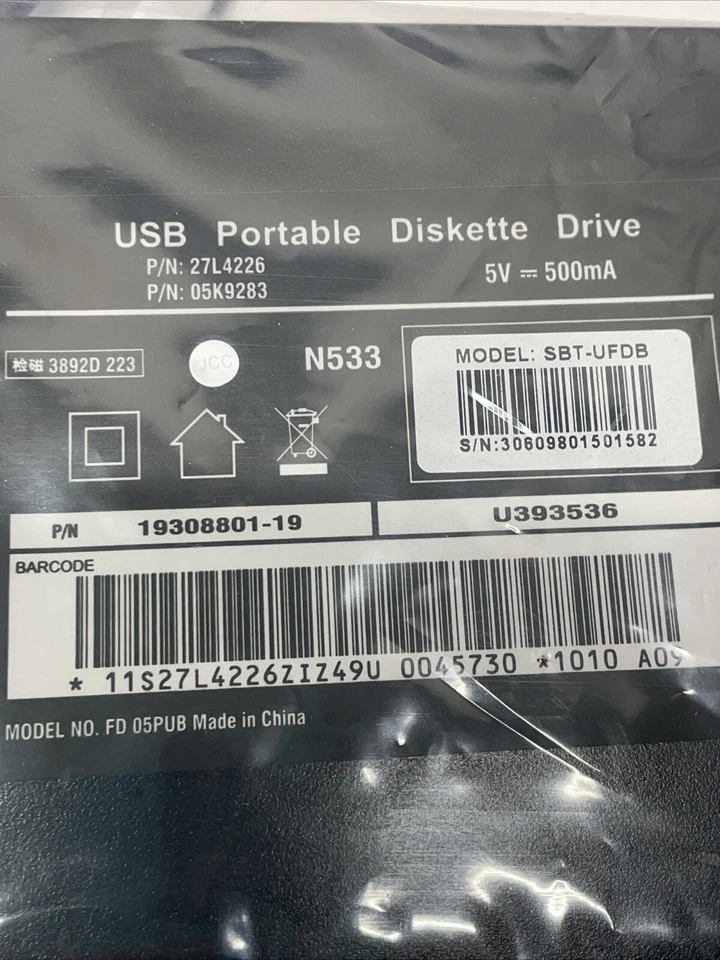 USB Portable Diskette Drive
P/N: 27L4226
P/N: 05K9283
5V ⎓ 500mA
检磁 3892D 223
JCC
N533
MODEL: SBT-UFDB
S/N:30609801501582
P/N 19308801-19
U393536
BARCODE
* 11S27L4226ZIZ49U 0045730 *1010 A09
MODEL NO. FD 05PUB Made in China